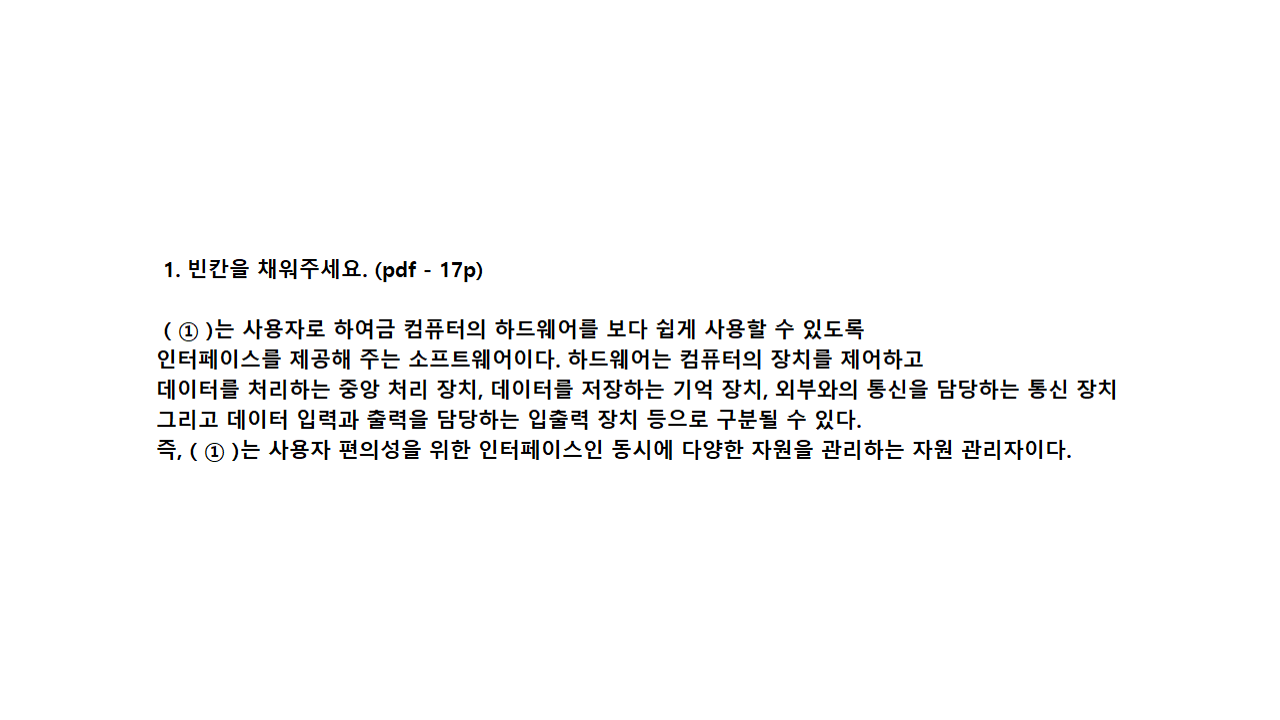 1. 빈칸을 채워주세요. (pdf - 17p)
( ① )는 사용자로 하여금 컴퓨터의 하드웨어를 보다 쉽게 사용할 수 있도록
인터페이스를 제공해 주는 소프트웨어이다. 하드웨어는 컴퓨터의 장치를 제어하고
데이터를 처리하는 중앙 처리 장치, 데이터를 저장하는 기억 장치, 외부와의 통신을 담당하는 통신 장치
그리고 데이터 입력과 출력을 담당하는 입출력 장치 등으로 구분될 수 있다.
즉, ( ① )는 사용자 편의성을 위한 인터페이스인 동시에 다양한 자원을 관리하는 자원 관리자이다.